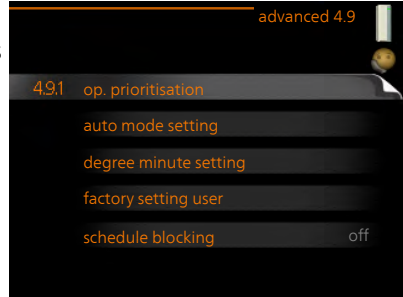 advanced 4.9
4.9.1 op. prioritisation
auto mode setting
degree minute setting
factory setting user
schedule blocking off